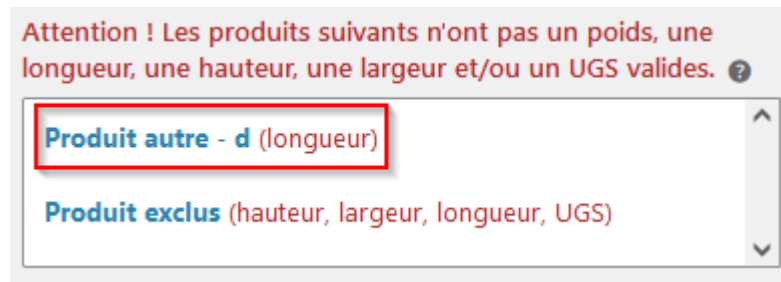 Attention ! Les produits suivants n'ont pas un poids, une
longueur, une hauteur, une largeur et/ou un UGS valides. ?
Produit autre - d (longueur)
Produit exclus (hauteur, largeur, longueur, UGS)